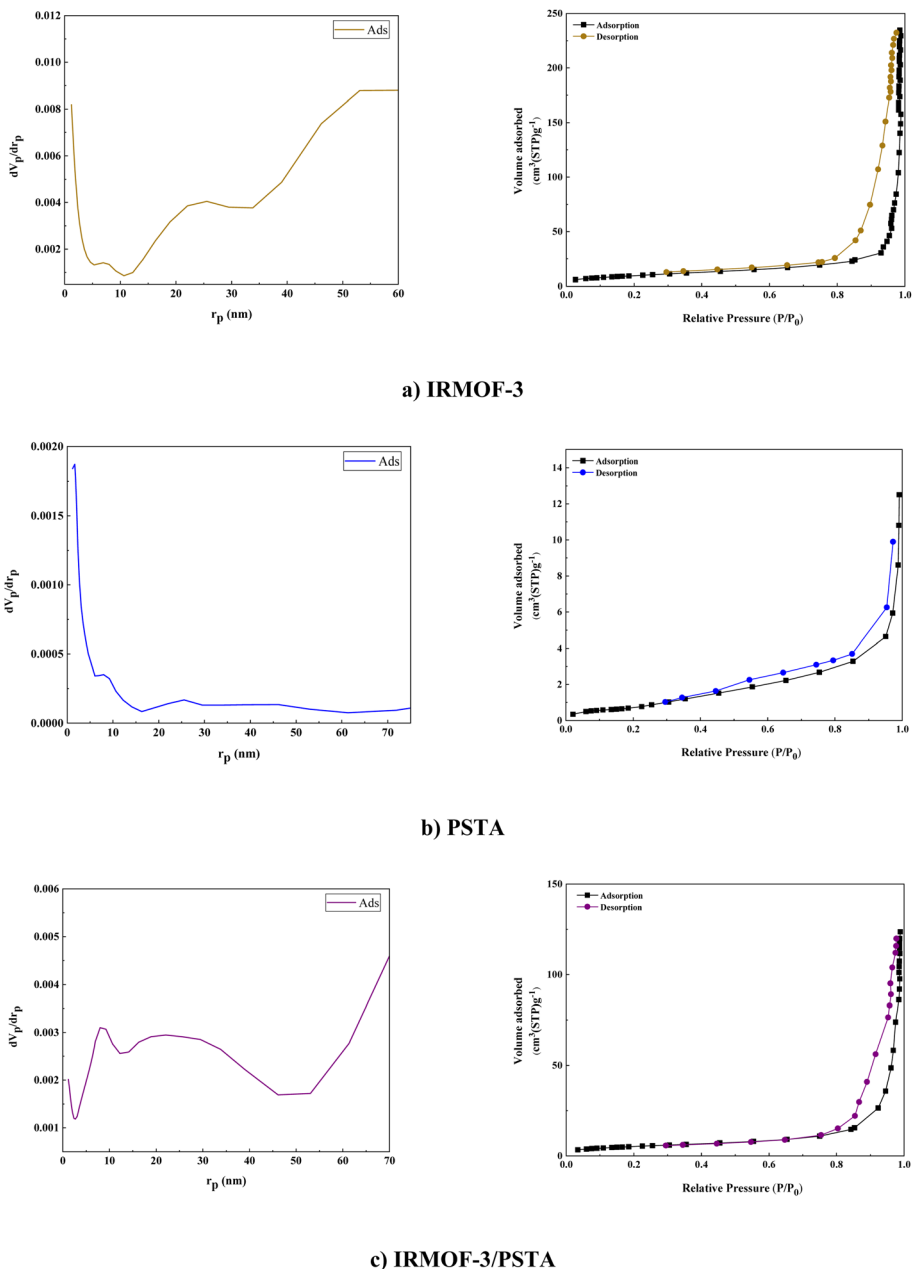 0.012
0.010
0.008
0.006
0.004
0.002
0
10
20
30
40
50
60
dVp/drp
rp (nm)
Ads
250
200
150
100
50
0
0.0
0.2
0.4
0.6
0.8
1.0
Volume adsorbed
(cm3(STP)g-1)
Relative Pressure (P/P0)
Adsorption
Desorption
a) IRMOF-3
0.0020
0.0015
0.0010
0.0005
0.0000
0
10
20
30
40
50
60
70
dVp/drp
rp (nm)
Ads
14
12
10
8
6
4
2
0
0.0
0.2
0.4
0.6
0.8
1.0
Volume adsorbed
(cm3(STP)g-1)
Relative Pressure (P/P0)
Adsorption
Desorption
b) PSTA
0.006
0.005
0.004
0.003
0.002
0.001
0
10
20
30
40
50
60
70
dVp/drp
rp (nm)
Ads
150
100
50
0
0.0
0.2
0.4
0.6
0.8
1.0
Volume adsorbed
(cm3(STP)g-1)
Relative Pressure (P/P0)
Adsorption
Desorption
c) IRMOF-3/PSTA